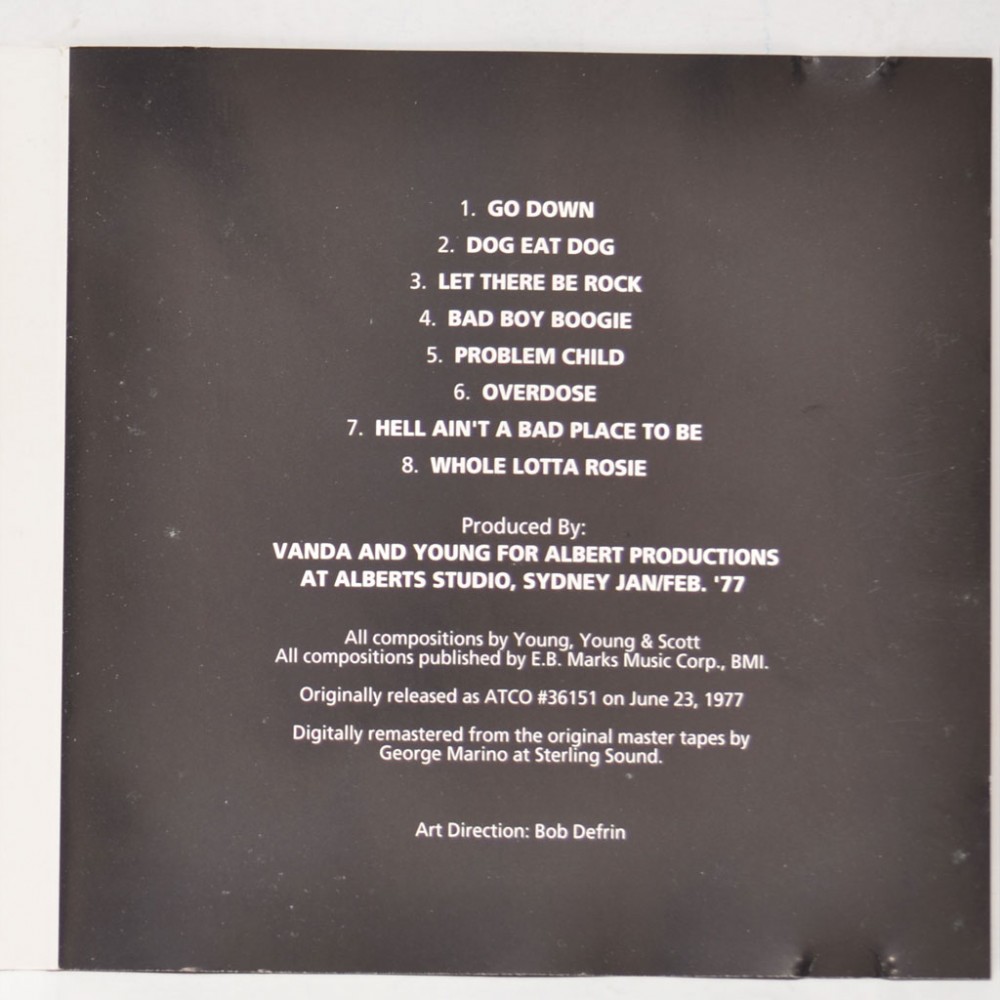 1. GO DOWN
2. DOG EAT DOG
3. LET THERE BE ROCK
4. BAD BOY BOOGIE
5. PROBLEM CHILD
6. OVERDOSE
7. HELL AIN'T A BAD PLACE TO BE
8. WHOLE LOTTA ROSIE
Produced By:
VANDA AND YOUNG FOR ALBERT PRODUCTIONS
AT ALBERTS STUDIO, SYDNEY JAN/FEB. '77
All compositions by Young, Young & Scott
All compositions published by E.B. Marks Music Corp., BMI.
Originally released as ATCO #36151 on June 23, 1977
Digitally remastered from the original master tapes by
George Marino at Sterling Sound.
Art Direction: Bob Defrin